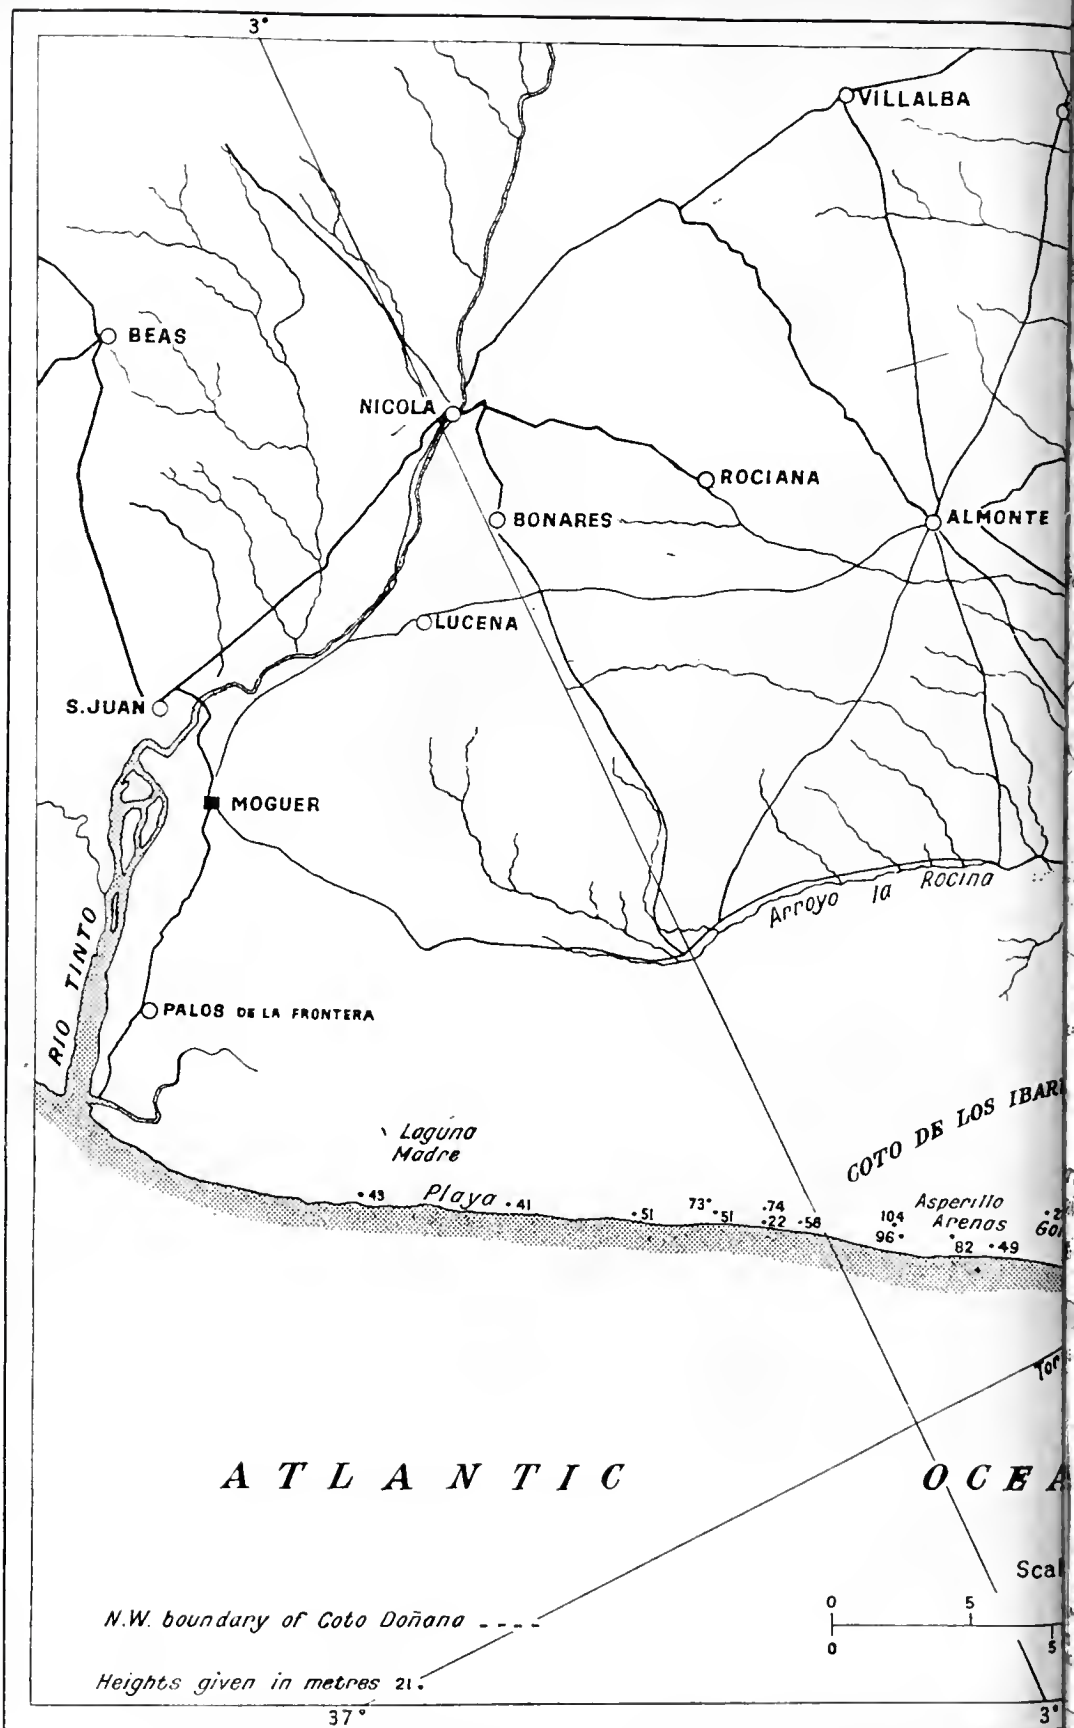 3°
VILLALBA
BEAS
NICOLA
ROCIANA
BONARES
ALMONTE
LUCENA
S. JUAN
MOGUER
Arroyo la Rocina
RIO TINTO
PALOS DE LA FRONTERA
COTO DE LOS IBAR
Laguna
Madre
Playa
43
41
51
73
51
74
22
58
104
96
Asperillo
Arenas
82
49
ATLANTIC OCEA
Scal
0 5
0 5
N.W. boundary of Coto Doñana
Heights given in metres 21.
37°
3°